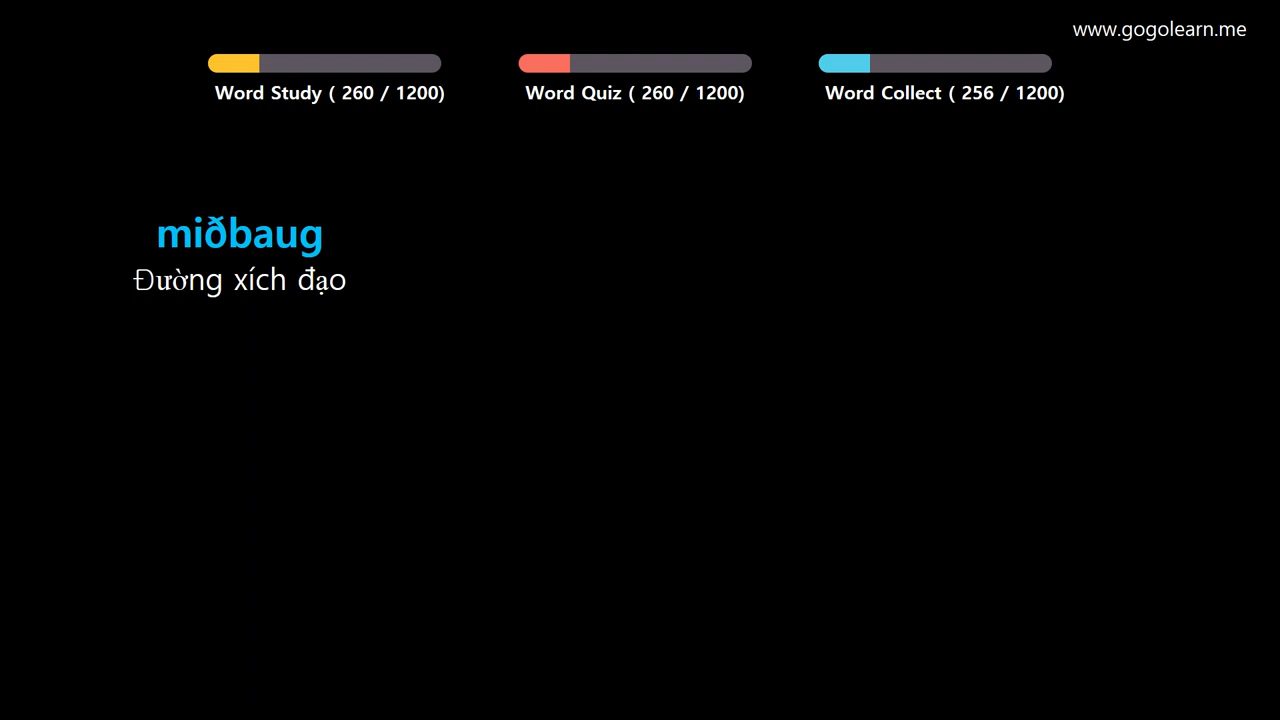 www.gogolearn.me
Word Study ( 260 / 1200)
Word Quiz ( 260 / 1200)
Word Collect ( 256 / 1200)
miðbaug
Đường xích đạo